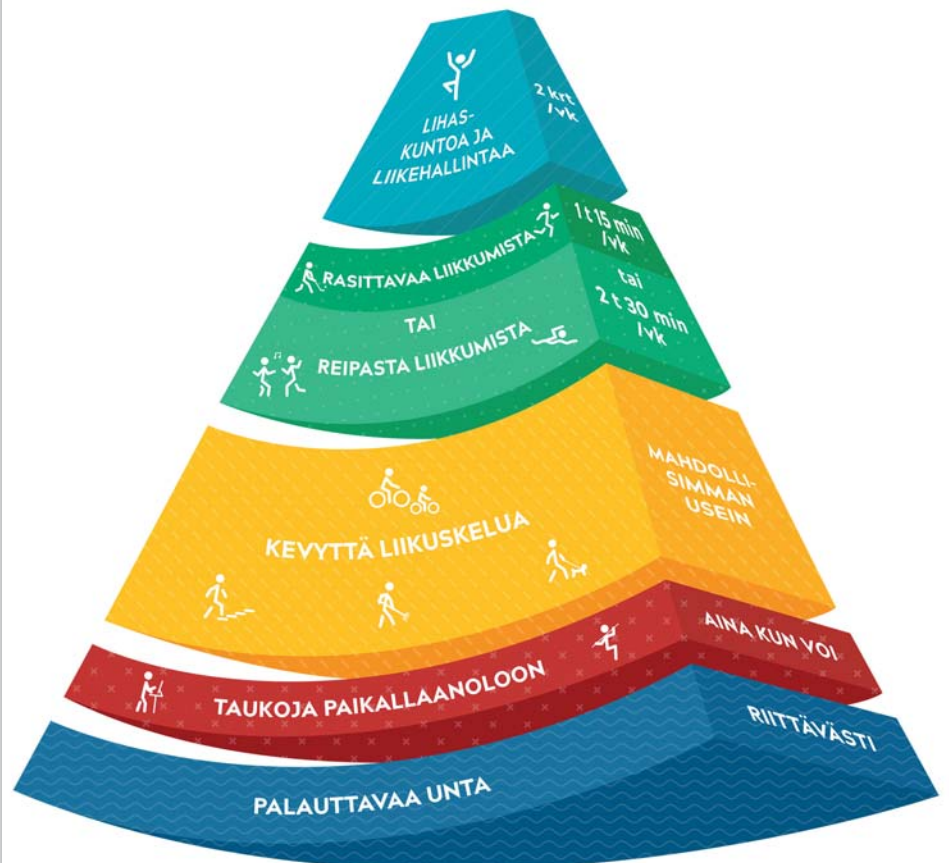 LIHAS-
KUNTOA JA
LIIKEHALLINTAA
2 krt
/vk
RASITTAVAA LIIKKUMISTA
1 t 15 min
/vk
TAI
REIPASTA LIIKKUMISTA
tai
2 t 30 min
/vk
KEVYTTÄ LIIKUSKELUA
MAHDOLLI-
SIMMAN
USEIN
TAUKOJA PAIKALLAANOLOON
AINA KUN VOI
PALAUTTAVAA UNTA
RIITTÄVÄSTI